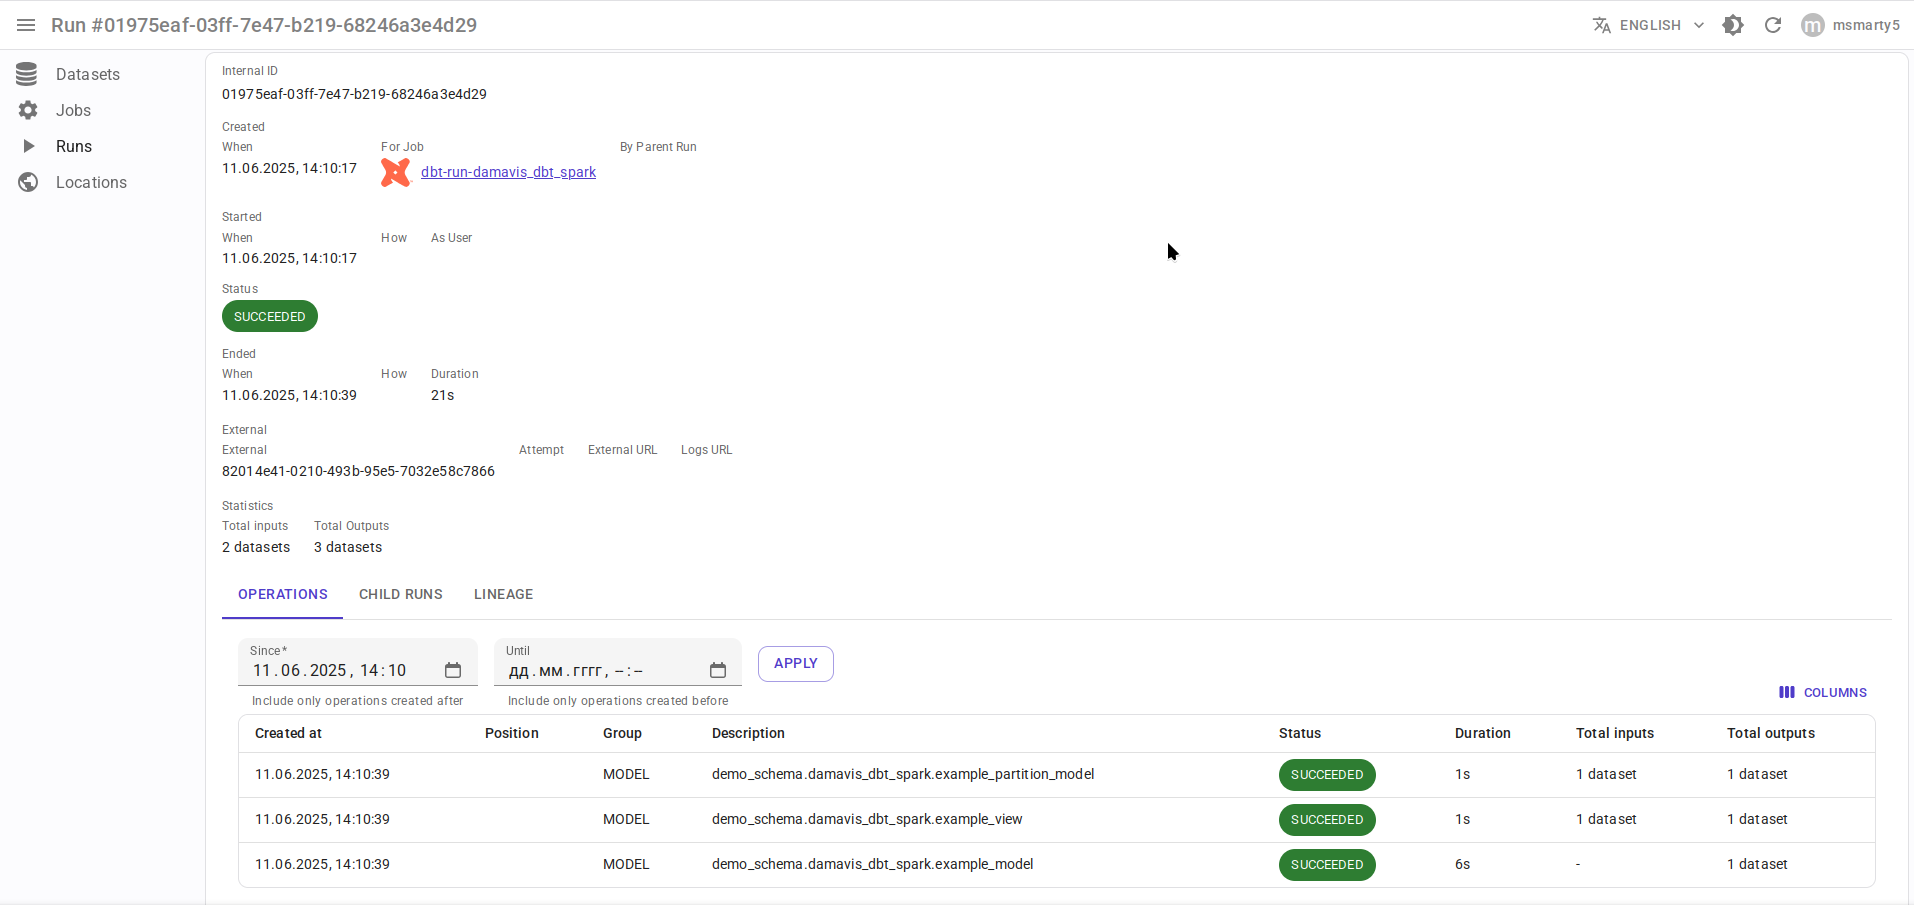 Run #01975eaf-03ff-7e47-b219-68246a3e4d29
ENGLISH
m msmarty5
Datasets
Jobs
Runs
Locations
Internal ID
01975eaf-03ff-7e47-b219-68246a3e4d29
Created
When For Job By Parent Run
11.06.2025, 14:10:17 dbt-run-damavis_dbt_spark
Started
When How As User
11.06.2025, 14:10:17
Status
SUCCEEDED
Ended
When How Duration
11.06.2025, 14:10:39 21s
External
External Attempt External URL Logs URL
82014e41-0210-493b-95e5-7032e58c7866
Statistics
Total inputs Total Outputs
2 datasets 3 datasets
OPERATIONS CHILD RUNS LINEAGE
Since* Until
11.06.2025, 14:10 дд.мм.гггг, --:-- APPLY
Include only operations created after Include only operations created before
COLUMNS
Created at Position Group Description Status Duration Total inputs Total outputs
11.06.2025, 14:10:39 MODEL demo_schema.damavis_dbt_spark.example_partition_model SUCCEEDED 1s 1 dataset 1 dataset
11.06.2025, 14:10:39 MODEL demo_schema.damavis_dbt_spark.example_view SUCCEEDED 1s 1 dataset 1 dataset
11.06.2025, 14:10:39 MODEL demo_schema.damavis_dbt_spark.example_model SUCCEEDED 6s - 1 dataset